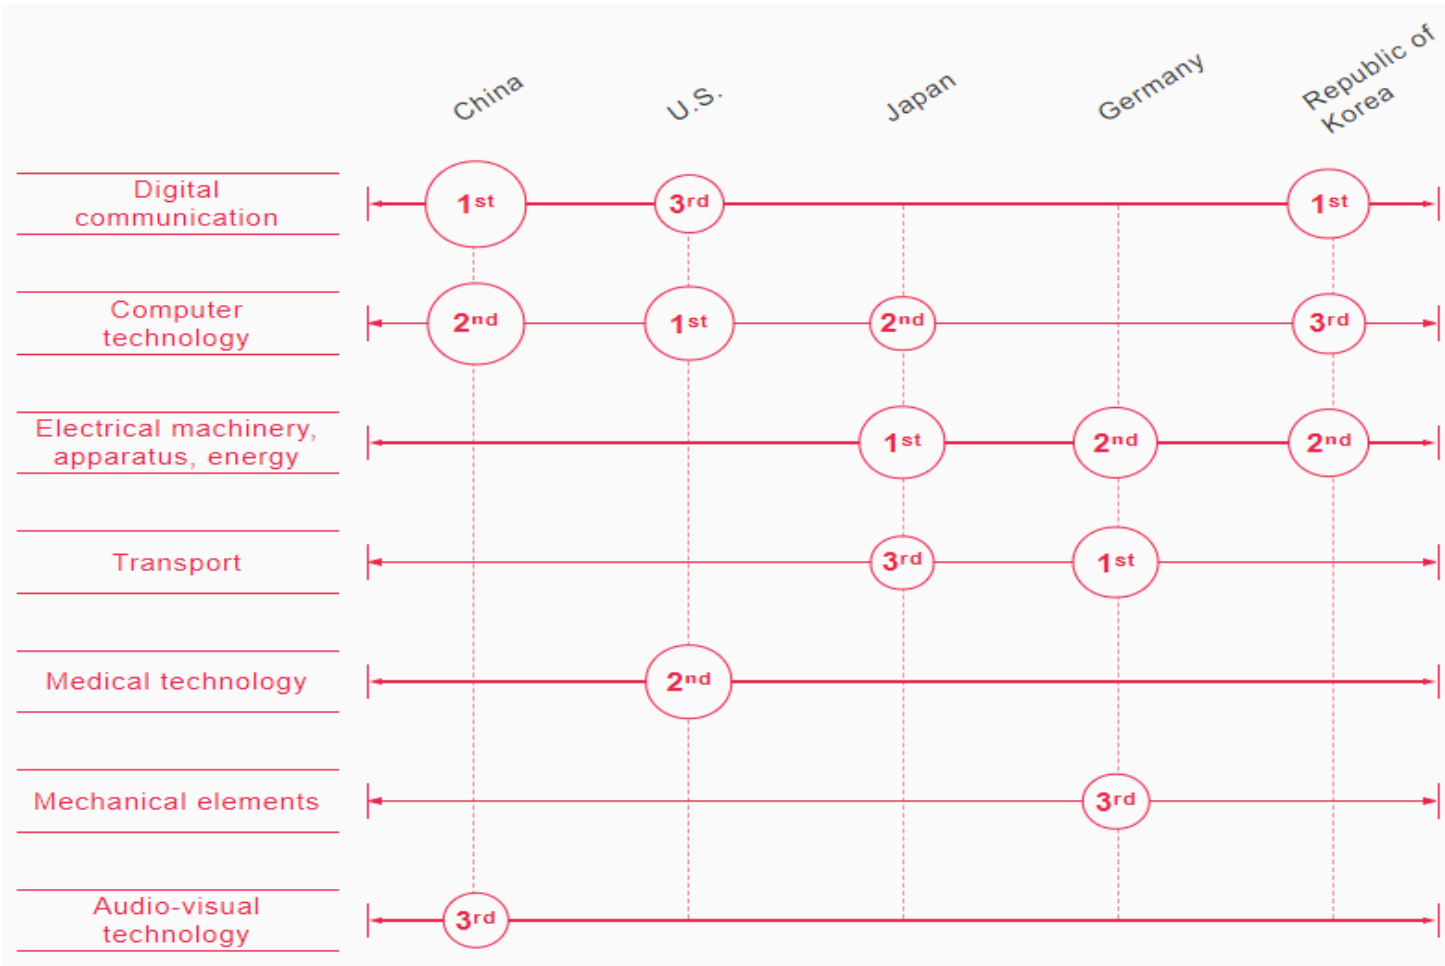 China
U.S.
Japan
Germany
Republic of
Korea
Digital
communication
1st
3rd
1st
Computer
technology
2nd
1st
2nd
3rd
Electrical machinery,
apparatus, energy
1st
2nd
2nd
Transport
3rd
1st
Medical technology
2nd
Mechanical elements
3rd
Audio-visual
technology
3rd